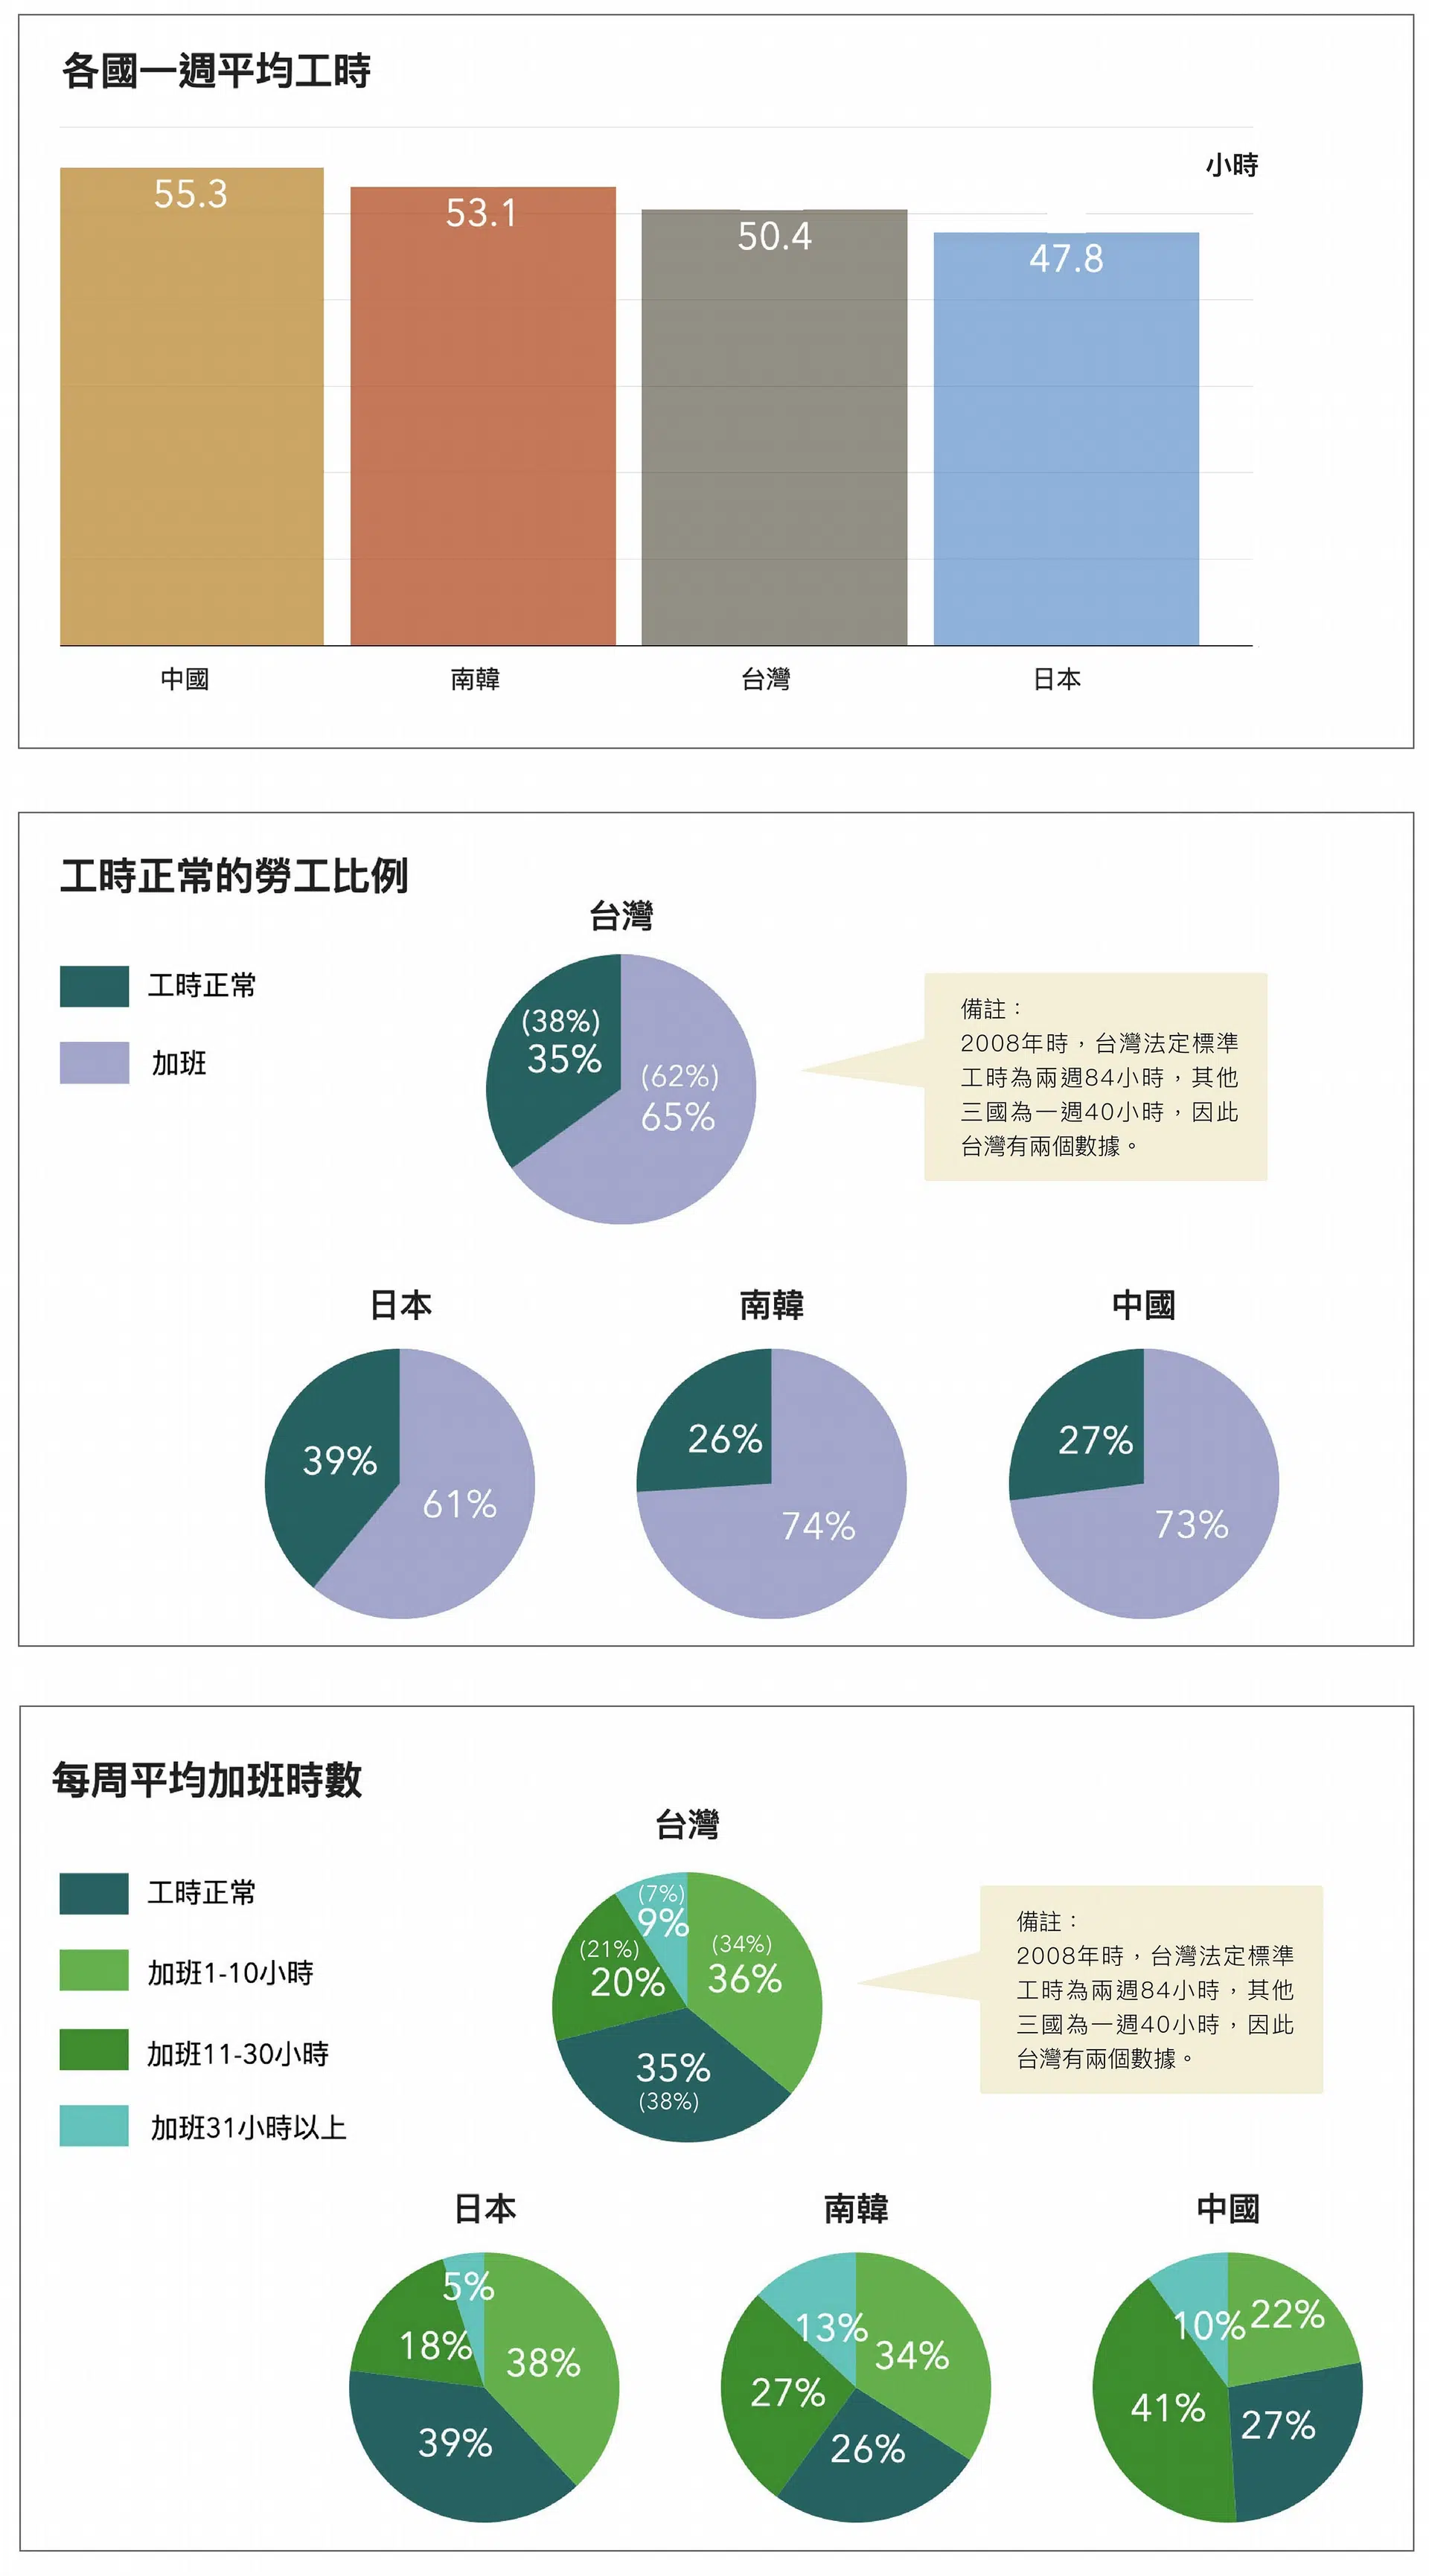 各國一週平均工時
小時
55.3
53.1
50.4
47.8
中國
南韓
台灣
日本
工時正常的勞工比例
工時正常
加班
台灣
(38%)
35%
(62%)
65%
備註：
2008年時，台灣法定標準
工時為兩週84小時，其他
三國為一週40小時，因此
台灣有兩個數據。
日本
39%
61%
南韓
26%
74%
中國
27%
73%
每周平均加班時數
工時正常
加班1-10小時
加班11-30小時
加班31小時以上
台灣
(7%)
9%
(34%)
36%
(21%)
20%
35%
(38%)
備註：
2008年時，台灣法定標準
工時為兩週84小時，其他
三國為一週40小時，因此
台灣有兩個數據。
日本
5%
18%
38%
39%
南韓
13%
34%
27%
26%
中國
10%
22%
41%
27%